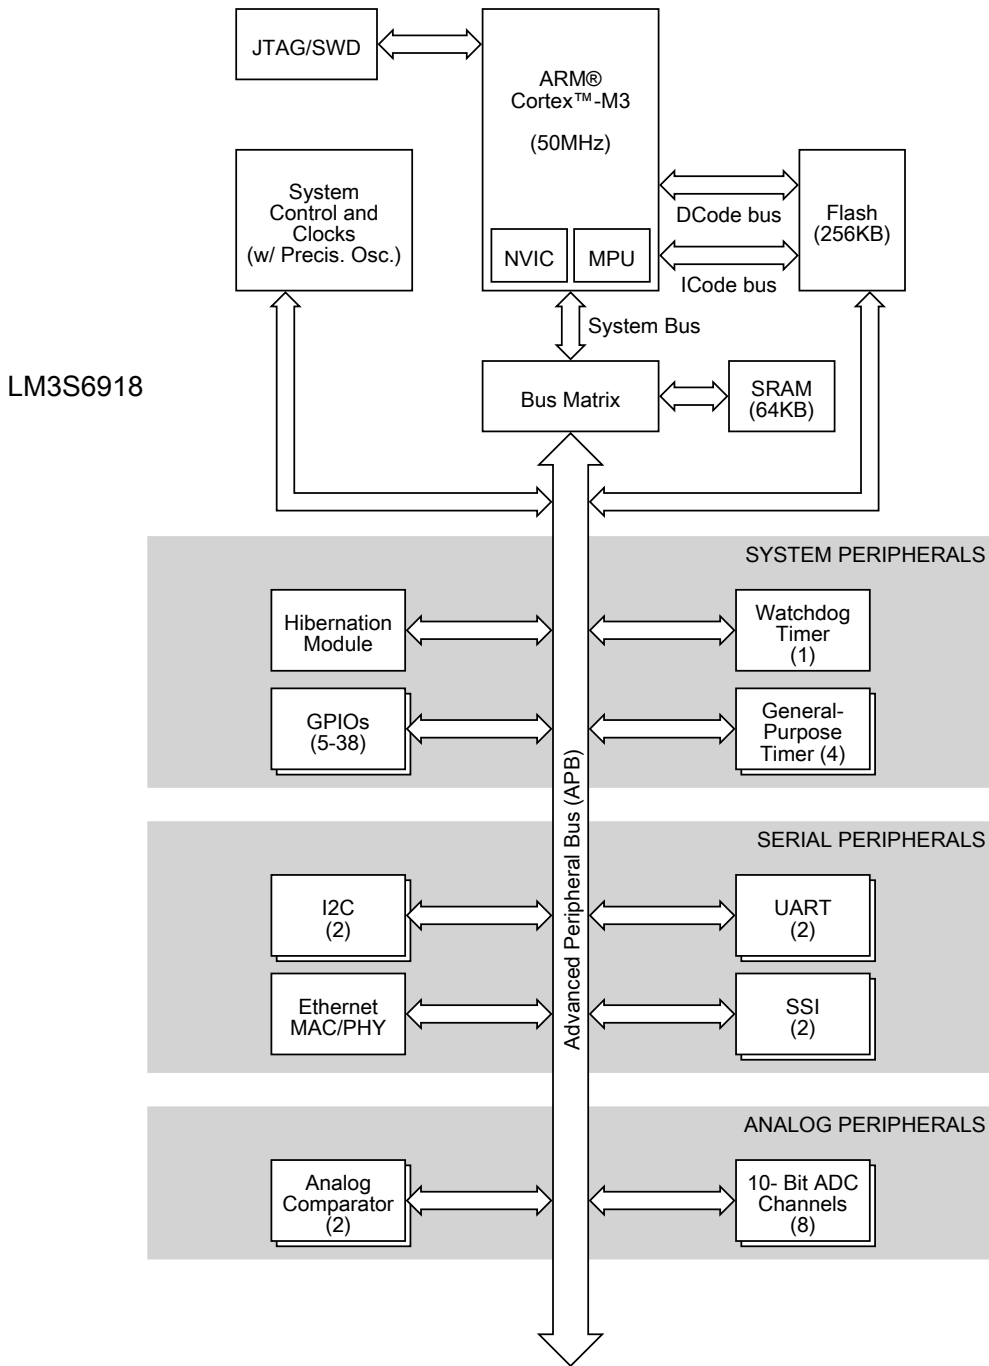 JTAG/SWD
ARM®
Cortex™-M3
(50MHz)
NVIC
MPU
System
Control and
Clocks
(w/ Precis. Osc.)
DCode bus
ICode bus
Flash
(256KB)
System Bus
LM3S6918
Bus Matrix
SRAM
(64KB)
SYSTEM PERIPHERALS
Hibernation
Module
Watchdog
Timer
(1)
GPIOs
(5-38)
General-
Purpose
Timer (4)
Advanced Peripheral Bus (APB)
SERIAL PERIPHERALS
I2C
(2)
UART
(2)
Ethernet
MAC/PHY
SSI
(2)
ANALOG PERIPHERALS
Analog
Comparator
(2)
10- Bit ADC
Channels
(8)